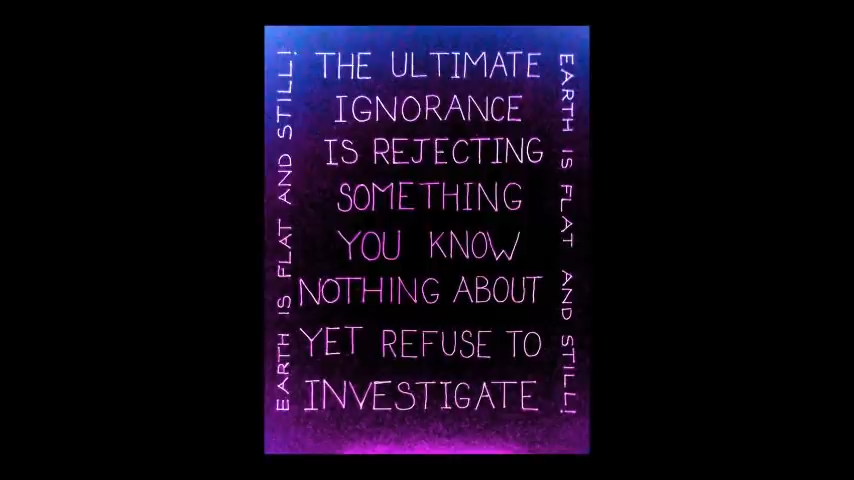 THE ULTIMATE
IGNORANCE
IS REJECTING
SOMETHING
YOU KNOW
NOTHING ABOUT
YET REFUSE TO
INVESTIGATE
EARTH IS FLAT AND STILL!
EARTH IS FLAT AND STILL!